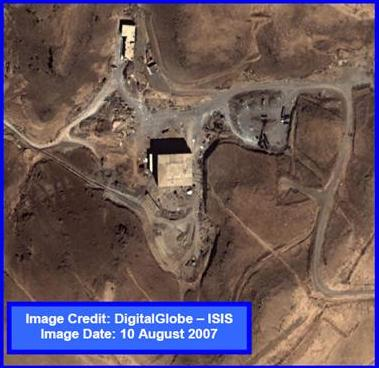 Image Credit: DigitalGlobe – ISIS
Image Date: 10 August 2007